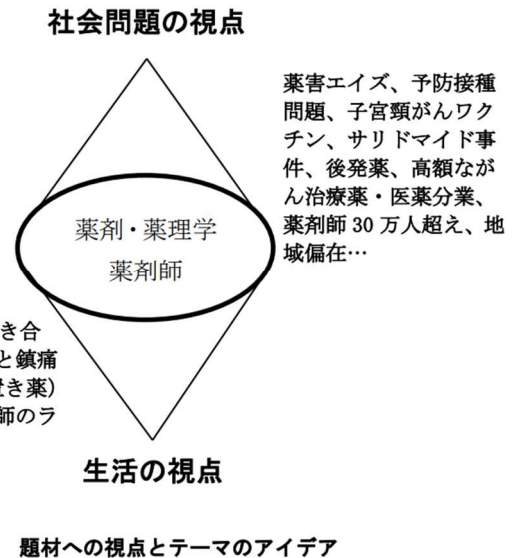 社会問題の視点
薬害エイズ、予防接種
問題、子宮頸がんワク
チン、サリドマイド事
件、後発薬、高額なが
ん治療薬・医薬分業、
薬剤師 30 万人超え、地
域偏在…
薬剤・薬理学
薬剤師
き合
と鎮痛
き薬)
師のラ
生活の視点
題材への視点とテーマのアイデア